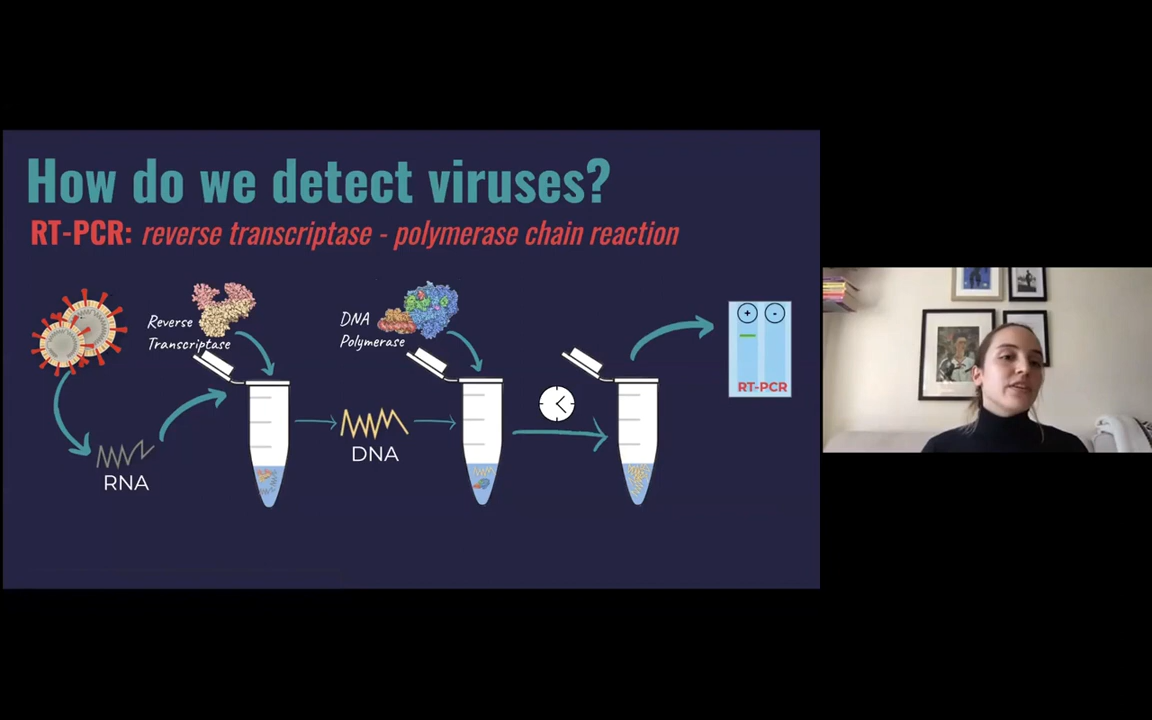 How do we detect viruses?
RT-PCR: reverse transcriptase - polymerase chain reaction
Reverse
Transcriptase
DNA
Polymerase
+ -
RT-PCR
DNA
RNA